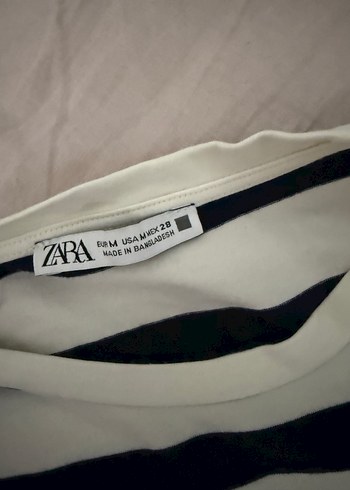 ZARA
EUR M USA M MEX 28
MADE IN BANGLADESH